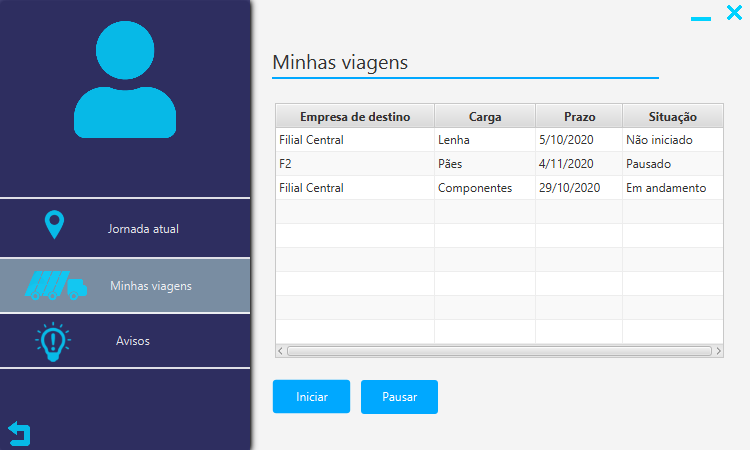 Minhas viagens
Empresa de destino Carga Prazo Situação
Filial Central Lenha 5/10/2020 Não iniciado
F2 Pães 4/11/2020 Pausado
Filial Central Componentes 29/10/2020 Em andamento
Jornada atual
Minhas viagens
Avisos
Iniciar Pausar